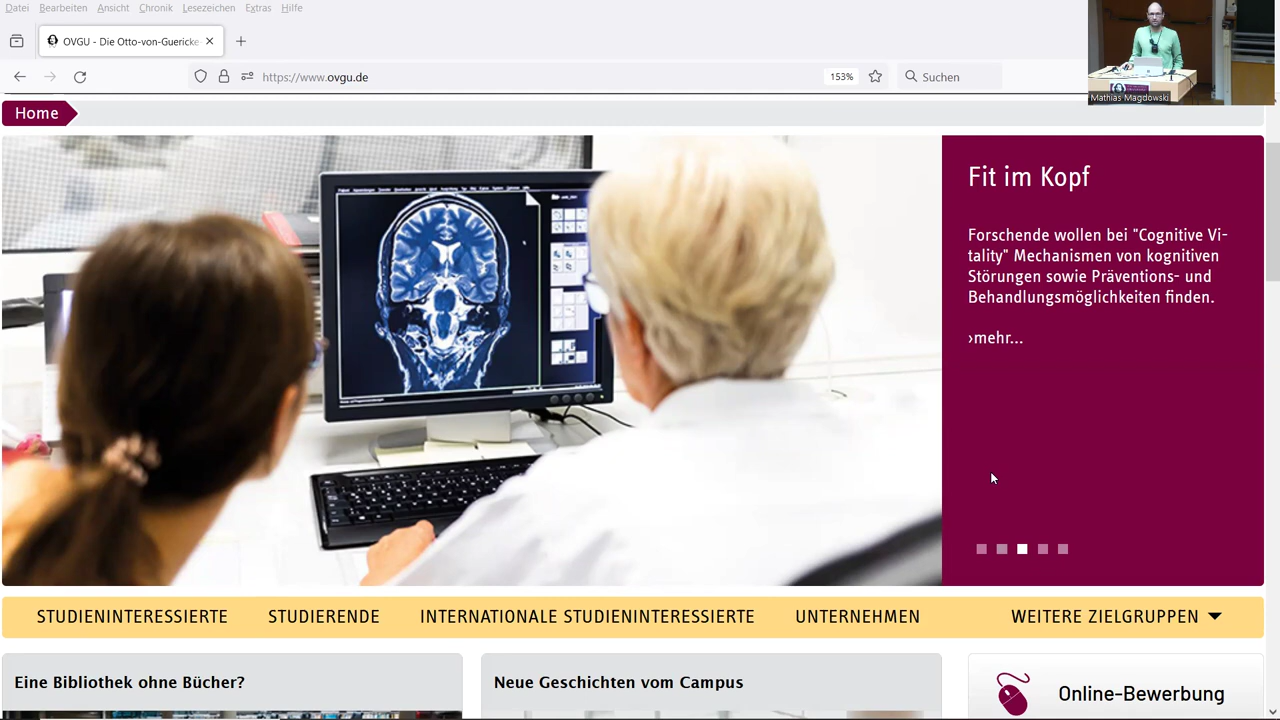 Datei Bearbeiten Ansicht Chronik Lesezeichen Extras Hilfe
OVGU - Die Otto-von-Guericke
https://www.ovgu.de
153%
Suchen
Mathias Magdowski
Home
Fit im Kopf
Forschende wollen bei "Cognitive Vi-
tality" Mechanismen von kognitiven
Störungen sowie Präventions- und
Behandlungsmöglichkeiten finden.
›mehr...
STUDIENINTERESSIERTE STUDIERENDE INTERNATIONALE STUDIENINTERESSIERTE UNTERNEHMEN WEITERE ZIELGRUPPEN
Eine Bibliothek ohne Bücher?
Neue Geschichten vom Campus
Online-Bewerbung